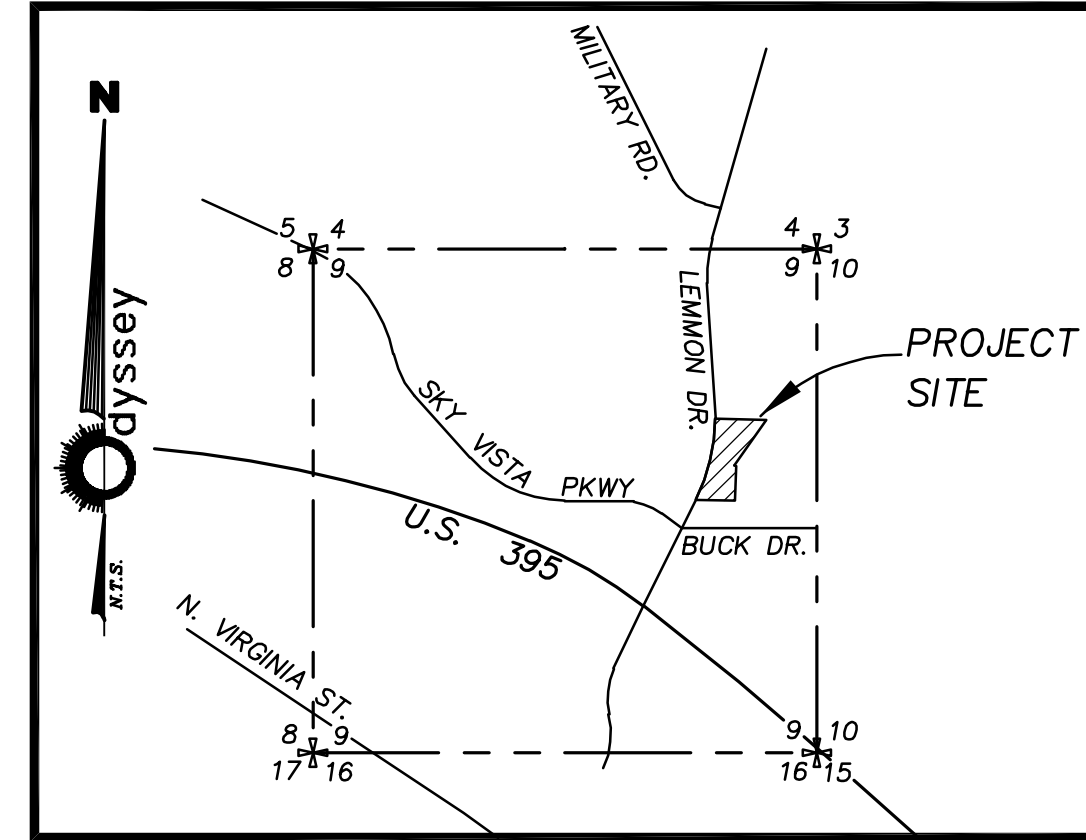 MILITARY RD.
N
5 4
8 9
4 3
9 10
dyssey
LEMMON DR.
PROJECT
SITE
SKY VISTA PKWY
U.S. 395
BUCK DR.
N.T.S.
N. VIRGINIA ST.
8 9
17 16
9 10
16 15